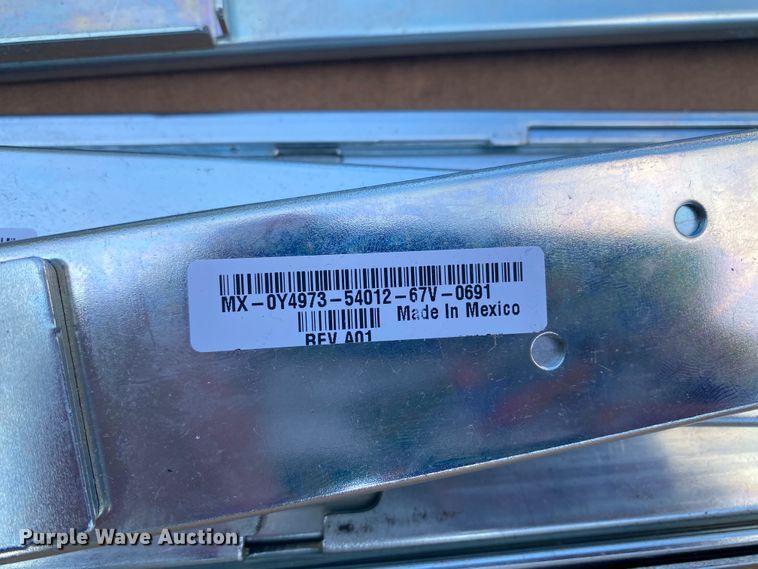 MX-0Y4973-54012-67V-0691
Made In Mexico
REV A01
Purple Wave Auction